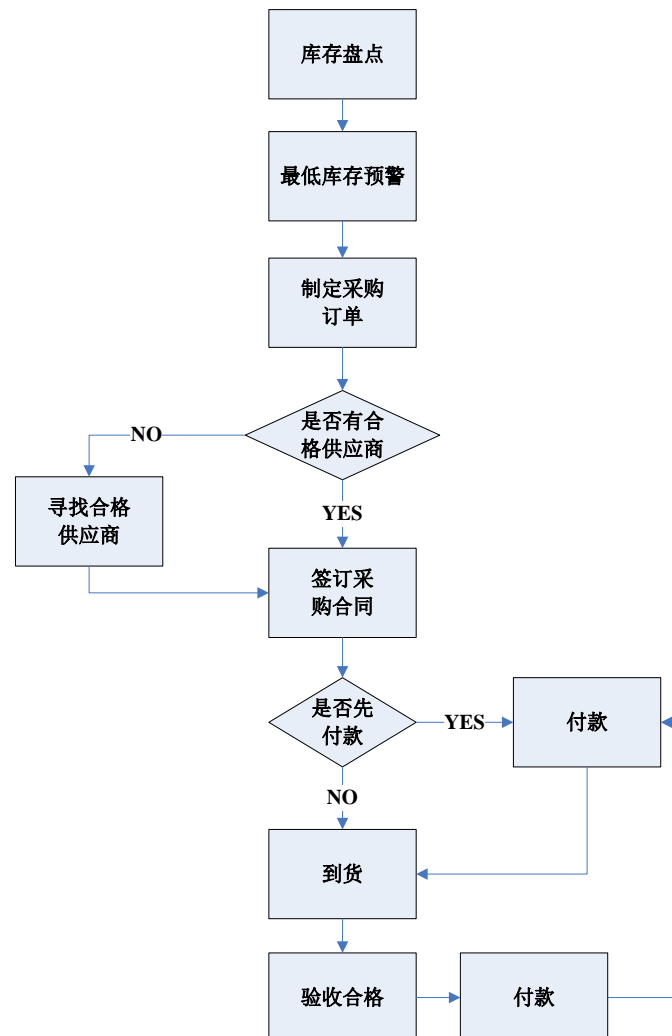 库存盘点
最低库存预警
制定采购
订单
是否有合
格供应商
NO
寻找合格
供应商
YES
签订采
购合同
是否先
付款
YES
付款
NO
到货
验收合格
付款